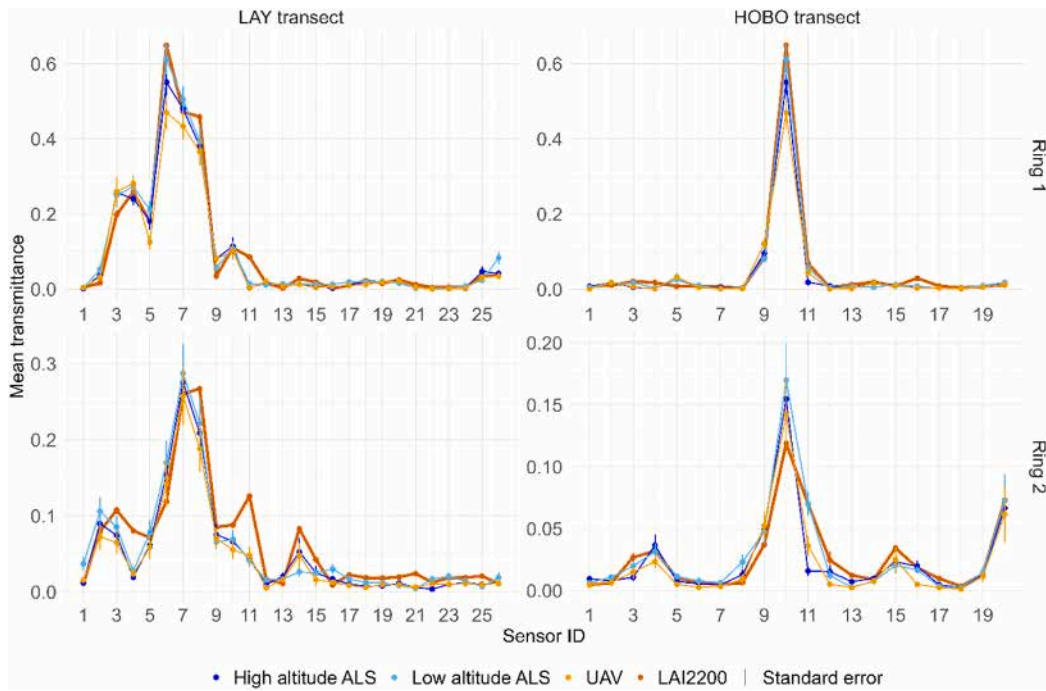 LAY transect
HOBO transect
0.6
0.4
0.2
0.0
1 3 5 7 9 11 13 15 17 19 21 23 25
0.6
0.4
0.2
0.0
1 3 5 7 9 11 13 15 17 19
Ring 1
Mean transmittance
0.3
0.2
0.1
0.0
1 3 5 7 9 11 13 15 17 19 21 23 25
0.20
0.15
0.10
0.05
0.00
1 3 5 7 9 11 13 15 17 19
Ring 2
Sensor ID
High altitude ALS Low altitude ALS UAV LAI2200 Standard error